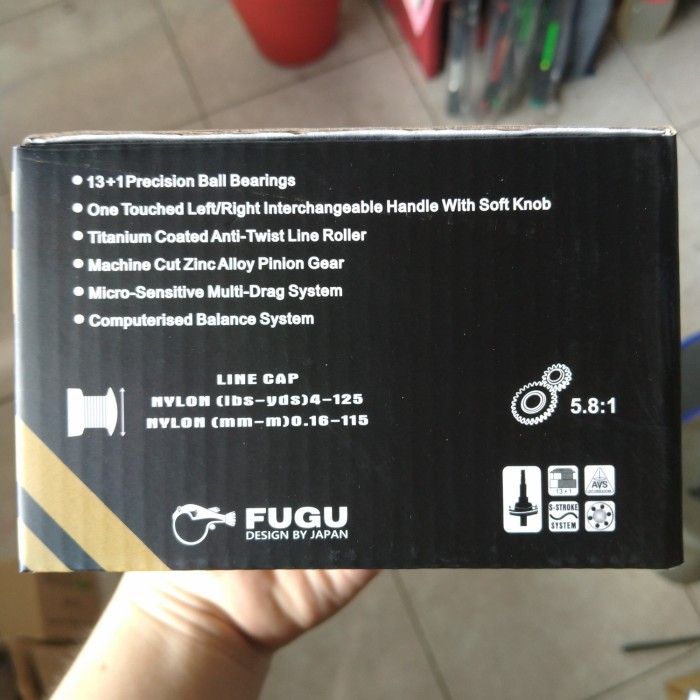 13+1 Precision Ball Bearings
One Touched Left/Right Interchangeable Handle With Soft Knob
Titanium Coated Anti-Twist Line Roller
Machine Cut Zinc Alloy Pinion Gear
Micro-Sensitive Multi-Drag System
Computerised Balance System
LINE CAP
NYLON (lbs-yds)4-125
NYLON (mm-m)0.16-115
5.8:1
13+1
AVS
S-STROKE
SYSTEM
FUGU
DESIGN BY JAPAN